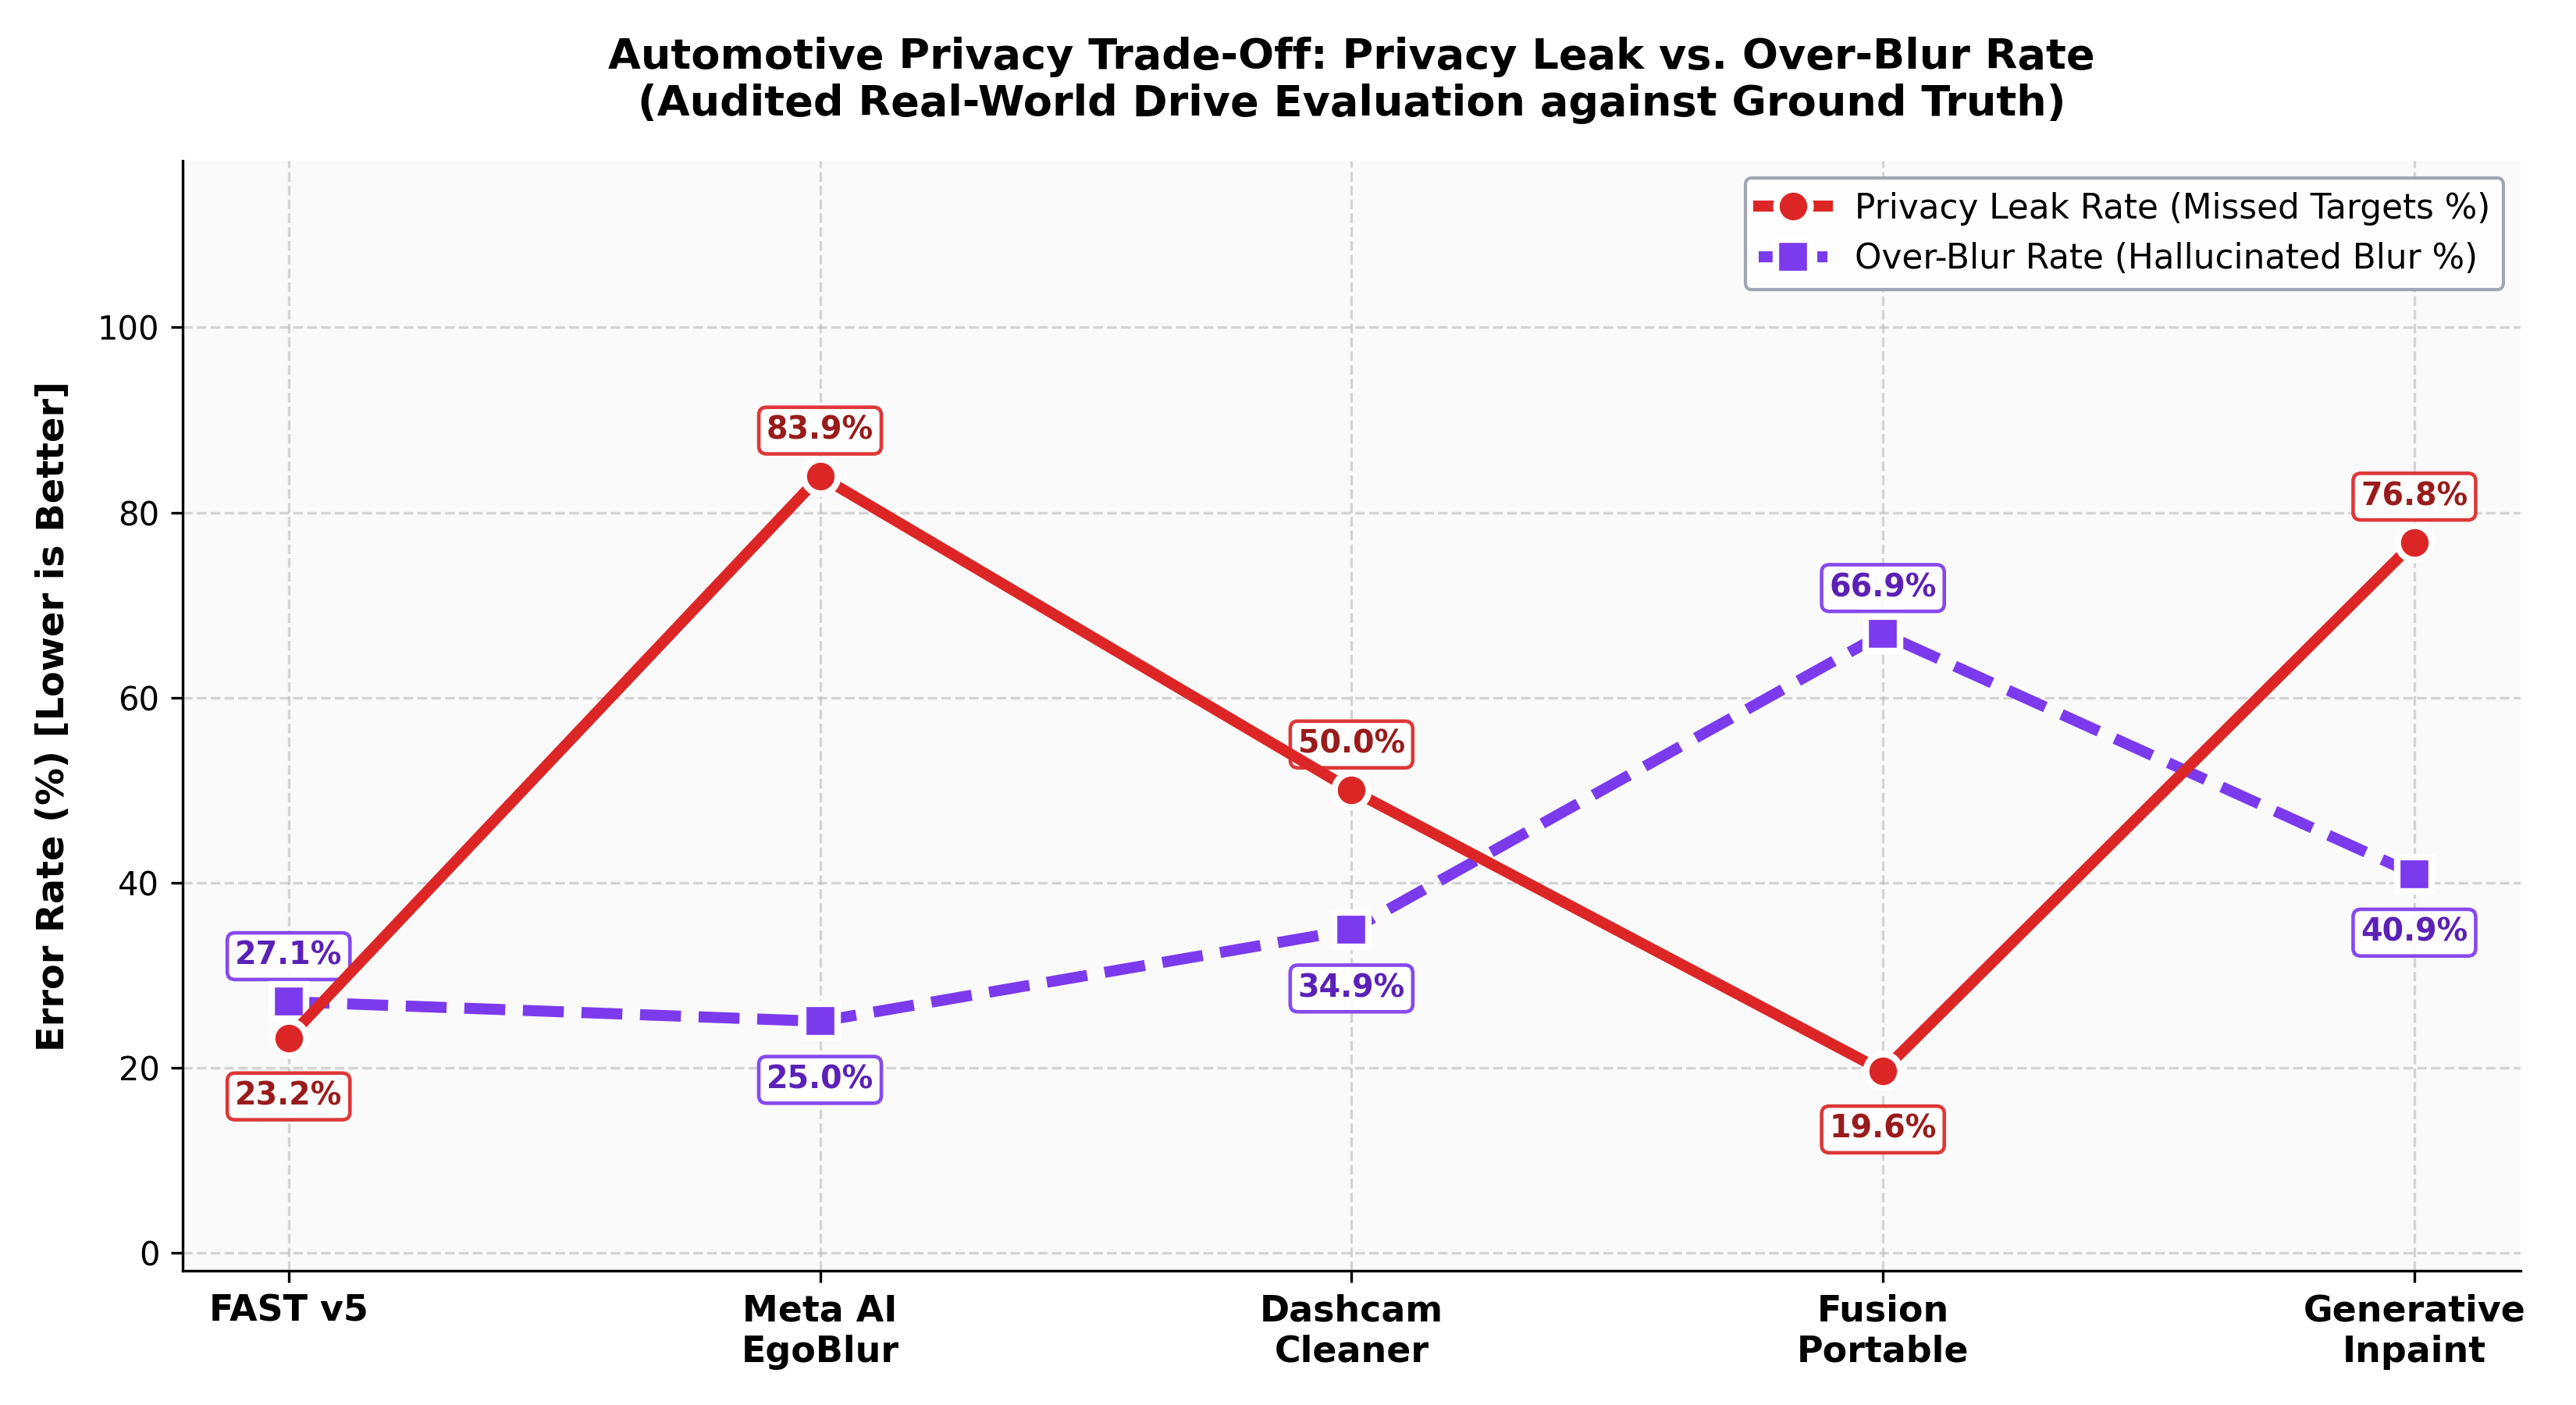 Automotive Privacy Trade-Off: Privacy Leak vs. Over-Blur Rate
(Audited Real-World Drive Evaluation against Ground Truth)
Privacy Leak Rate (Missed Targets %)
Over-Blur Rate (Hallucinated Blur %)
Error Rate (%) [Lower is Better]
100
80
60
40
20
0
83.9%
76.8%
66.9%
50.0%
27.1%
40.9%
34.9%
25.0%
23.2%
19.6%
FAST v5
Meta AI
EgoBlur
Dashcam
Cleaner
Fusion
Portable
Generative
Inpaint